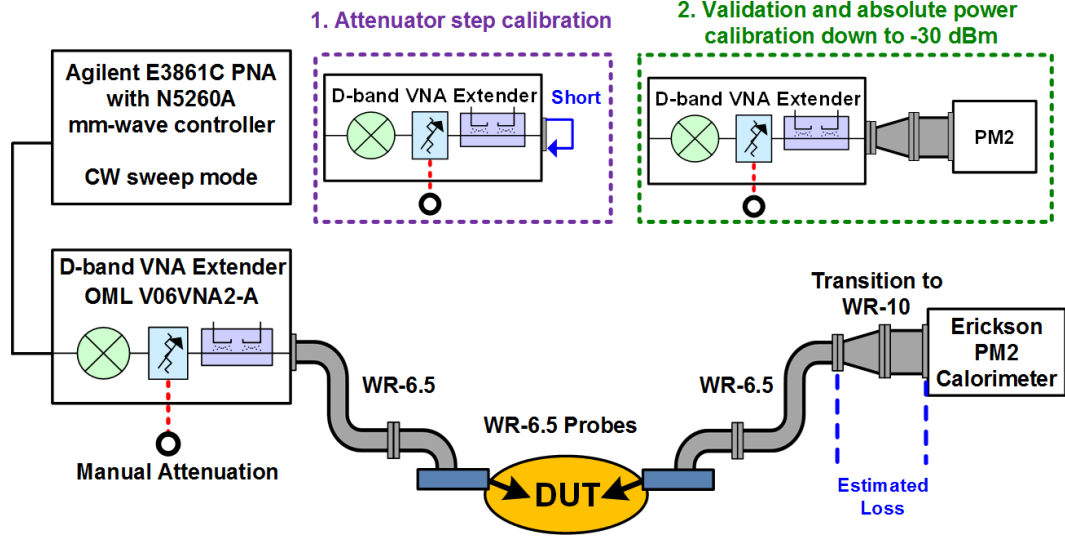 1. Attenuator step calibration
2. Validation and absolute power
calibration down to -30 dBm
Agilent E3861C PNA
with N5260A
mm-wave controller
CW sweep mode
D-band VNA Extender
Short
D-band VNA Extender
PM2
D-band VNA Extender
OML V06VNA2-A
Manual Attenuation
WR-6.5
WR-6.5 Probes
DUT
WR-6.5
Transition to
WR-10
Erickson
PM2
Calorimeter
Estimated
Loss